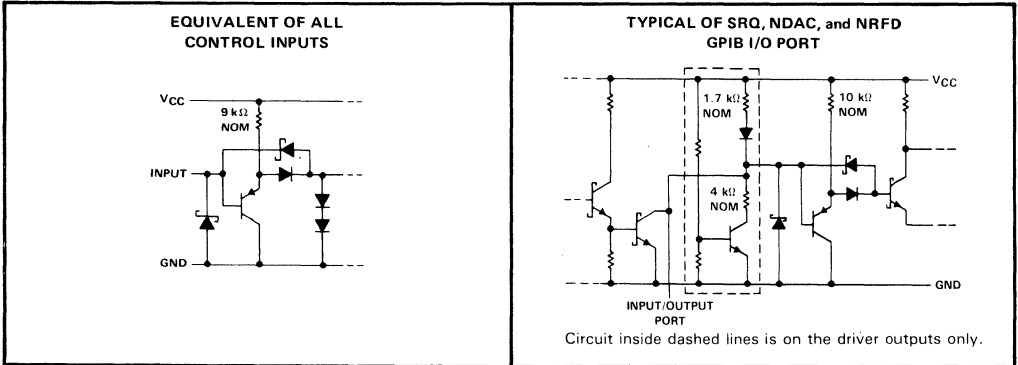 EQUIVALENT OF ALL
CONTROL INPUTS
VCC
9 kΩ
NOM
INPUT
GND
TYPICAL OF SRQ, NDAC, and NRFD
GPIB I/O PORT
VCC
1.7 kΩ
NOM
10 kΩ
NOM
4 kΩ
NOM
GND
INPUT/OUTPUT
PORT
Circuit inside dashed lines is on the driver outputs only.